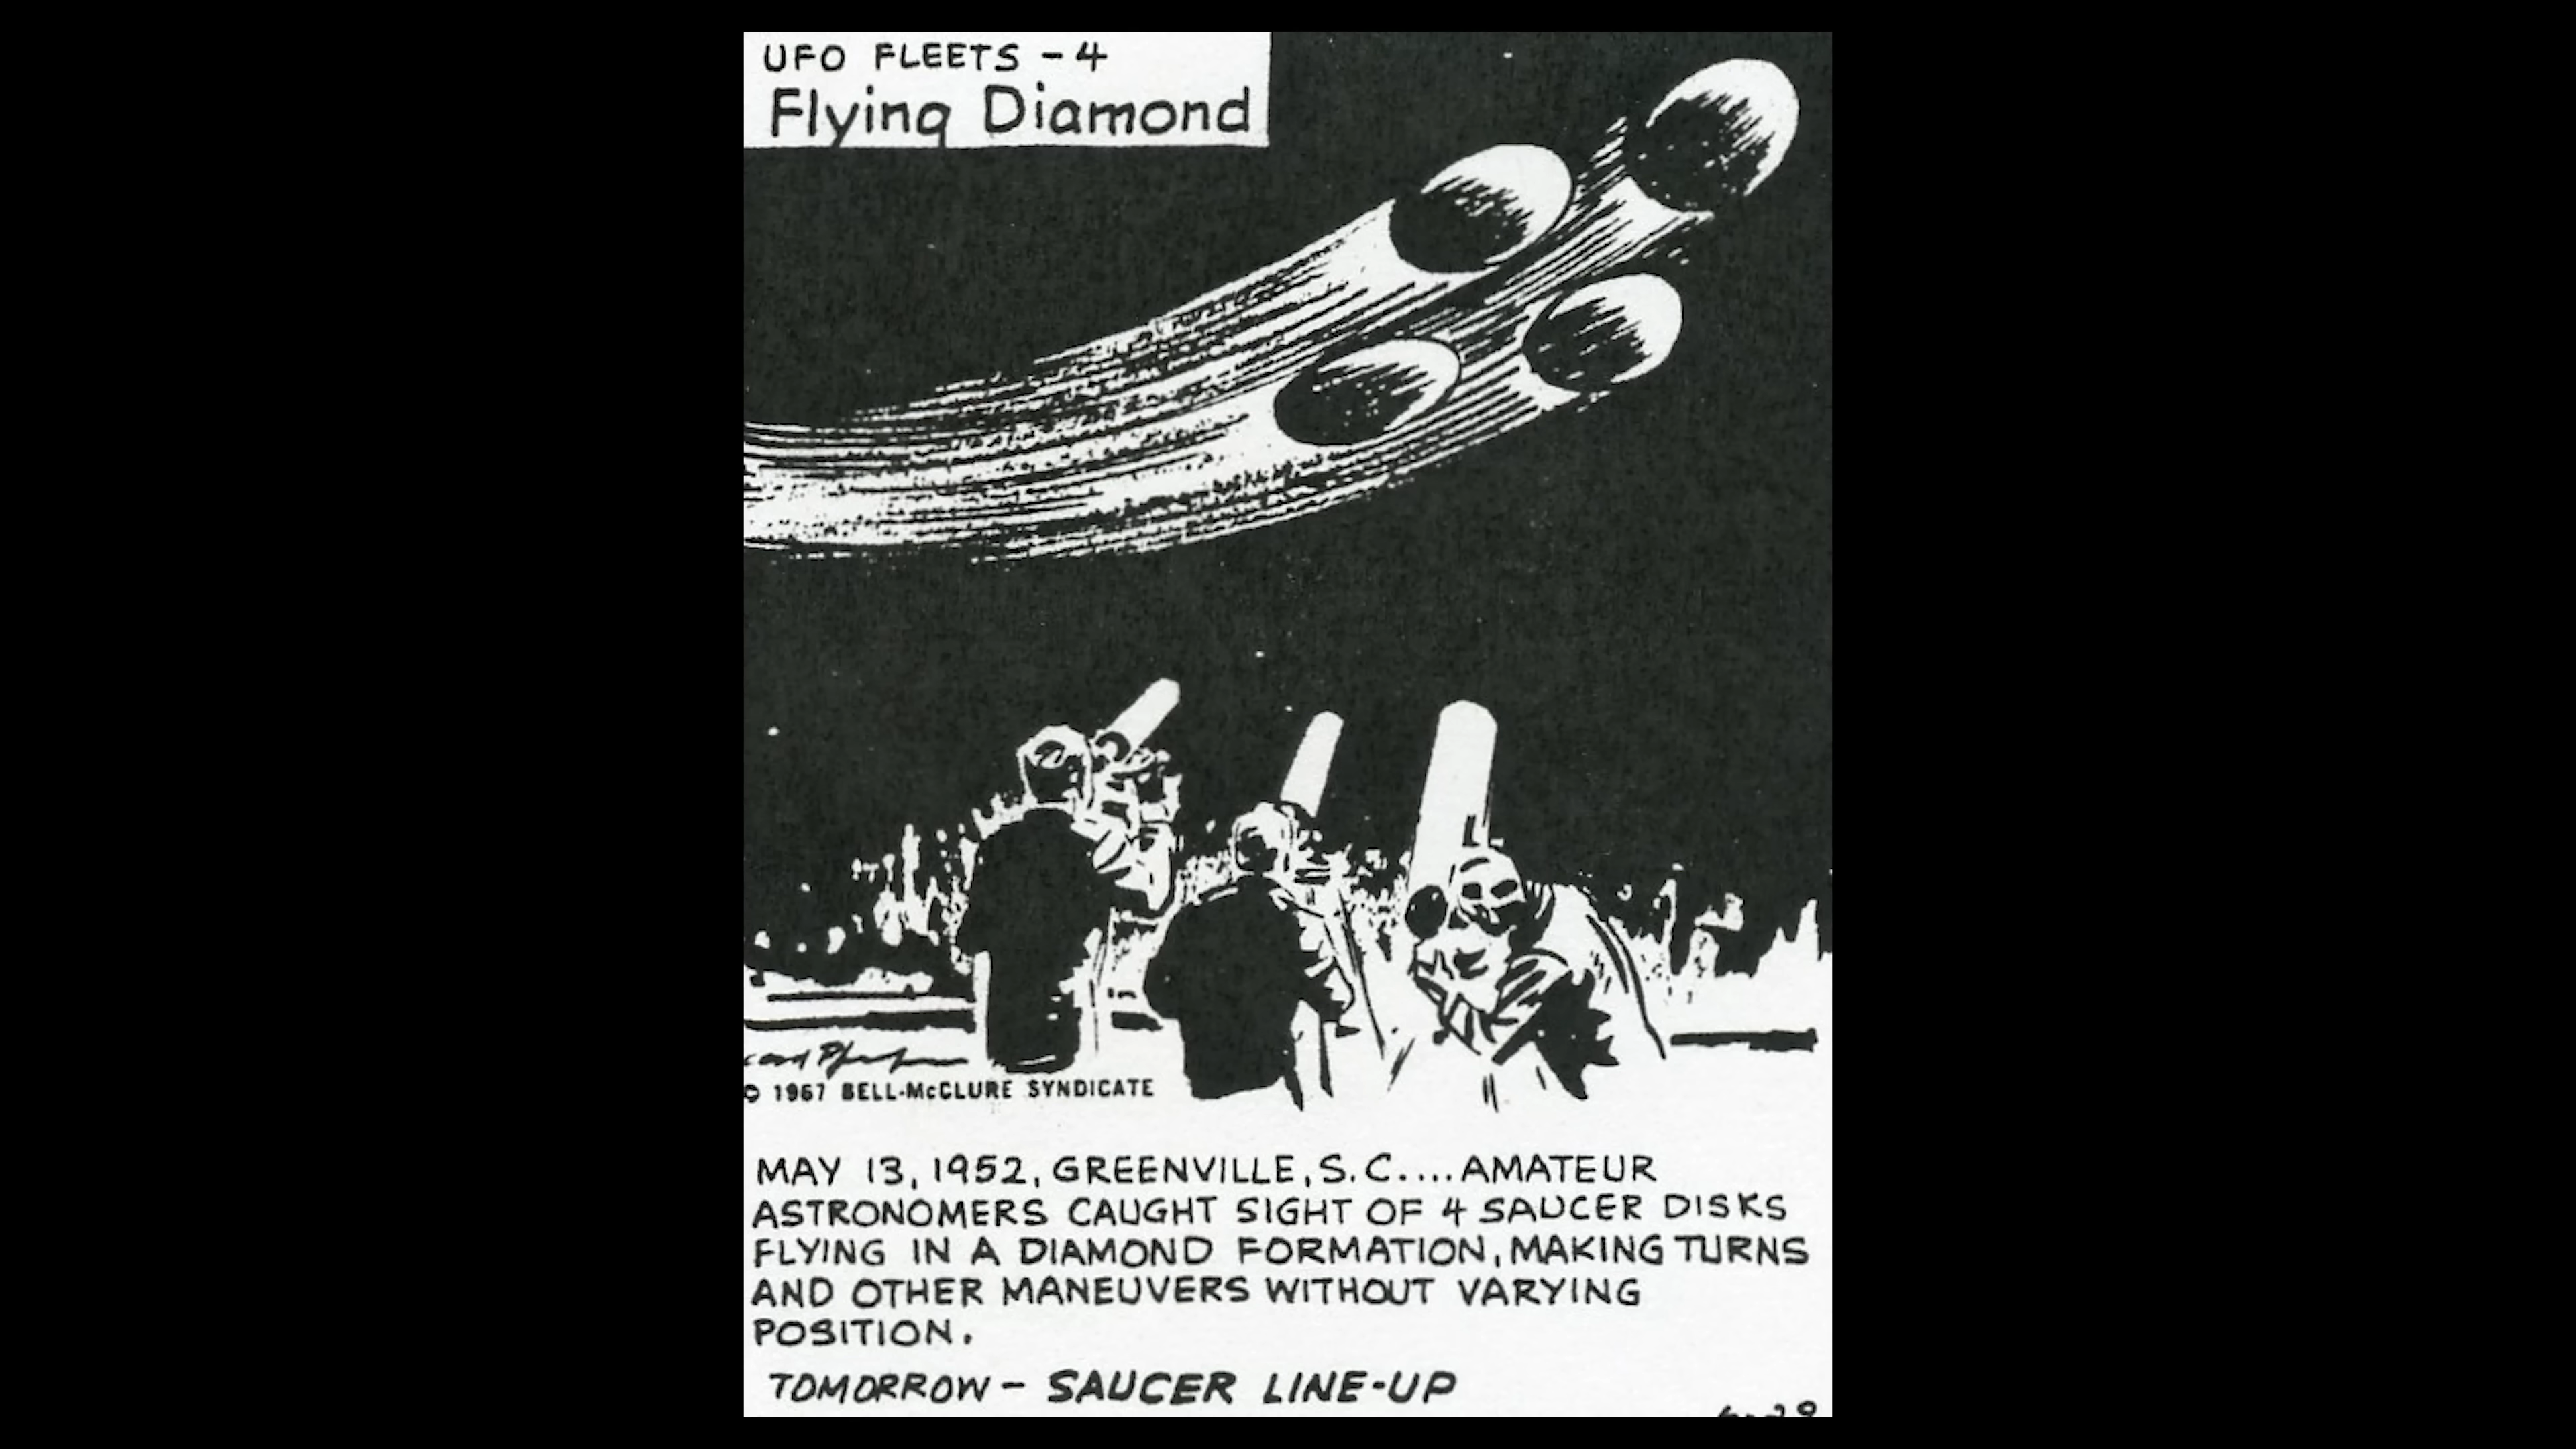 UFO FLEETS - 4
Flying Diamond
© 1967 BELL-McCLURE SYNDICATE
MAY 13, 1952, GREENVILLE, S. C.... AMATEUR
ASTRONOMERS CAUGHT SIGHT OF 4 SAUCER DISKS
FLYING IN A DIAMOND FORMATION, MAKING TURNS
AND OTHER MANEUVERS WITHOUT VARYING
POSITION.
TOMORROW - SAUCER LINE-UP